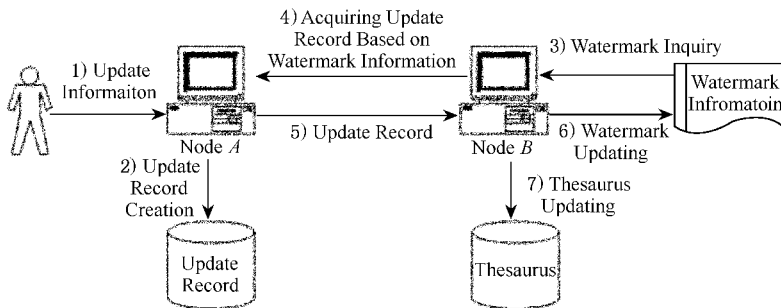 4) Acquiring Update
Record Based on
Watermark Information
3) Watermark Inquiry
1) Update
Informaiton
Watermark
Infromatoin
5) Update Record
6) Watermark
Updating
Node A
Node B
2) Update
Record
Creation
7) Thesaurus
Updating
Update
Record
Thesaurus